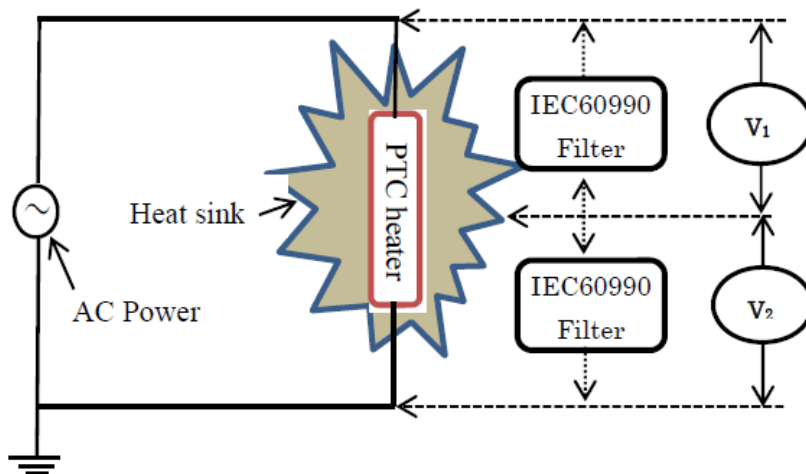 IEC60990
Filter
V₁
PTC heater
Heat sink
AC Power
IEC60990
Filter
V₂